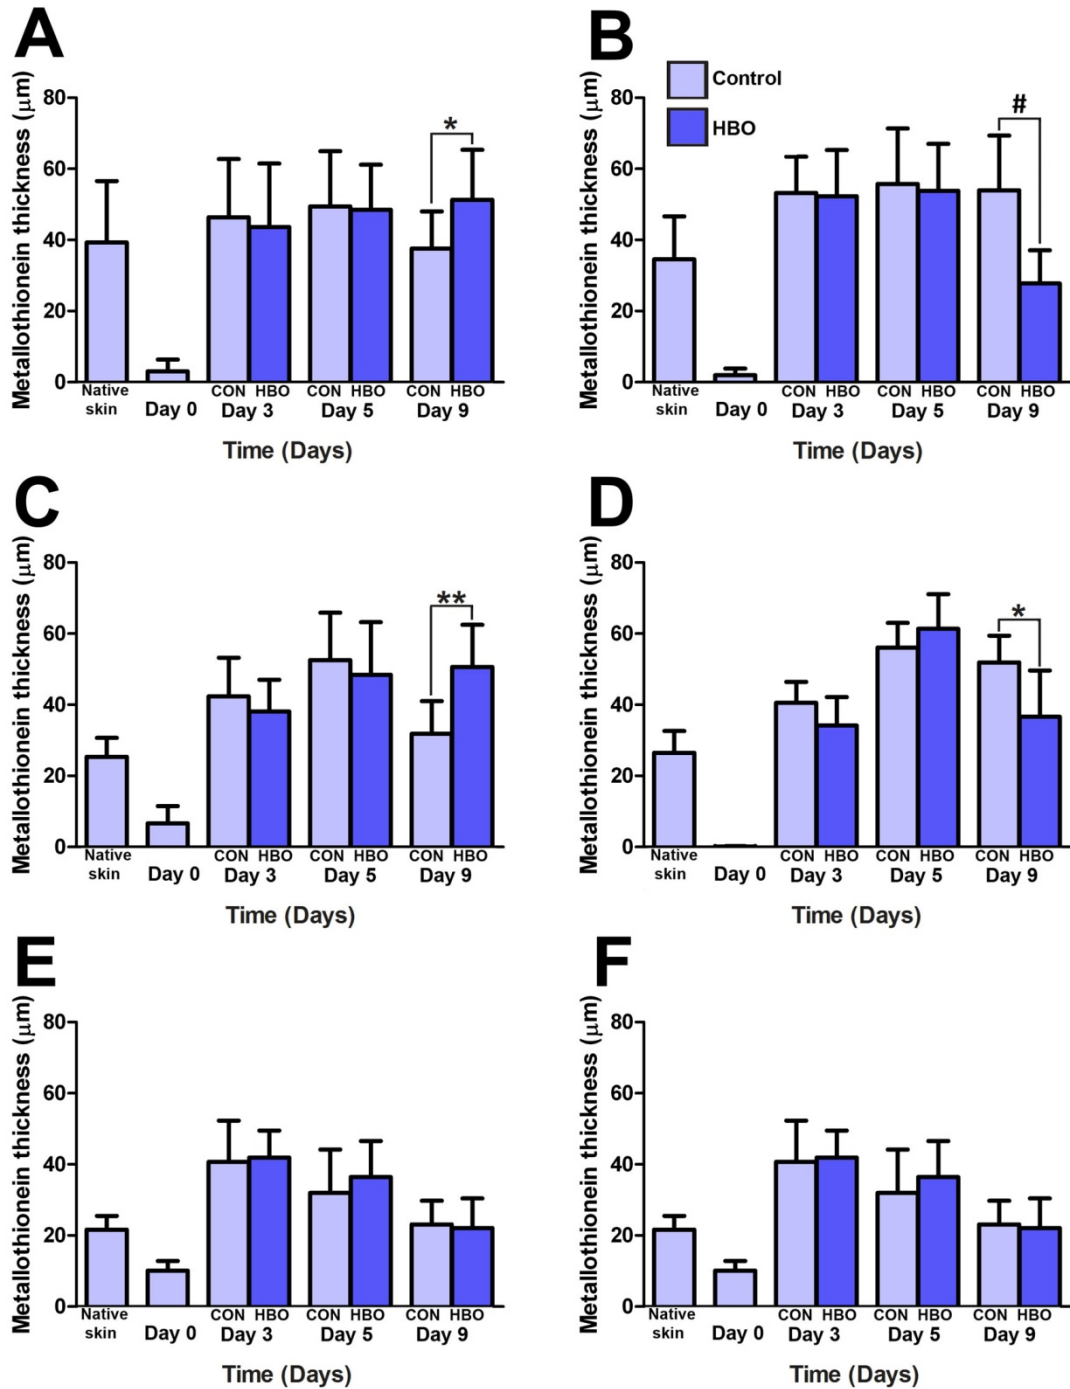 A
Metallothionein thickness (μm)
80
60
40
20
0
*
Native
skin
Day 0
CON HBO
Day 3
CON HBO
Day 5
CON HBO
Day 9
Time (Days)
B
Metallothionein thickness (μm)
80
60
40
20
0
Control
HBO
#
Native
skin
Day 0
CON HBO
Day 3
CON HBO
Day 5
CON HBO
Day 9
Time (Days)
C
Metallothionein thickness (μm)
80
60
40
20
0
**
Native
skin
Day 0
CON HBO
Day 3
CON HBO
Day 5
CON HBO
Day 9
Time (Days)
D
Metallothionein thickness (μm)
80
60
40
20
0
*
Native
skin
Day 0
CON HBO
Day 3
CON HBO
Day 5
CON HBO
Day 9
Time (Days)
E
Metallothionein thickness (μm)
80
60
40
20
0
Native
skin
Day 0
CON HBO
Day 3
CON HBO
Day 5
CON HBO
Day 9
Time (Days)
F
Metallothionein thickness (μm)
80
60
40
20
0
Native
skin
Day 0
CON HBO
Day 3
CON HBO
Day 5
CON HBO
Day 9
Time (Days)